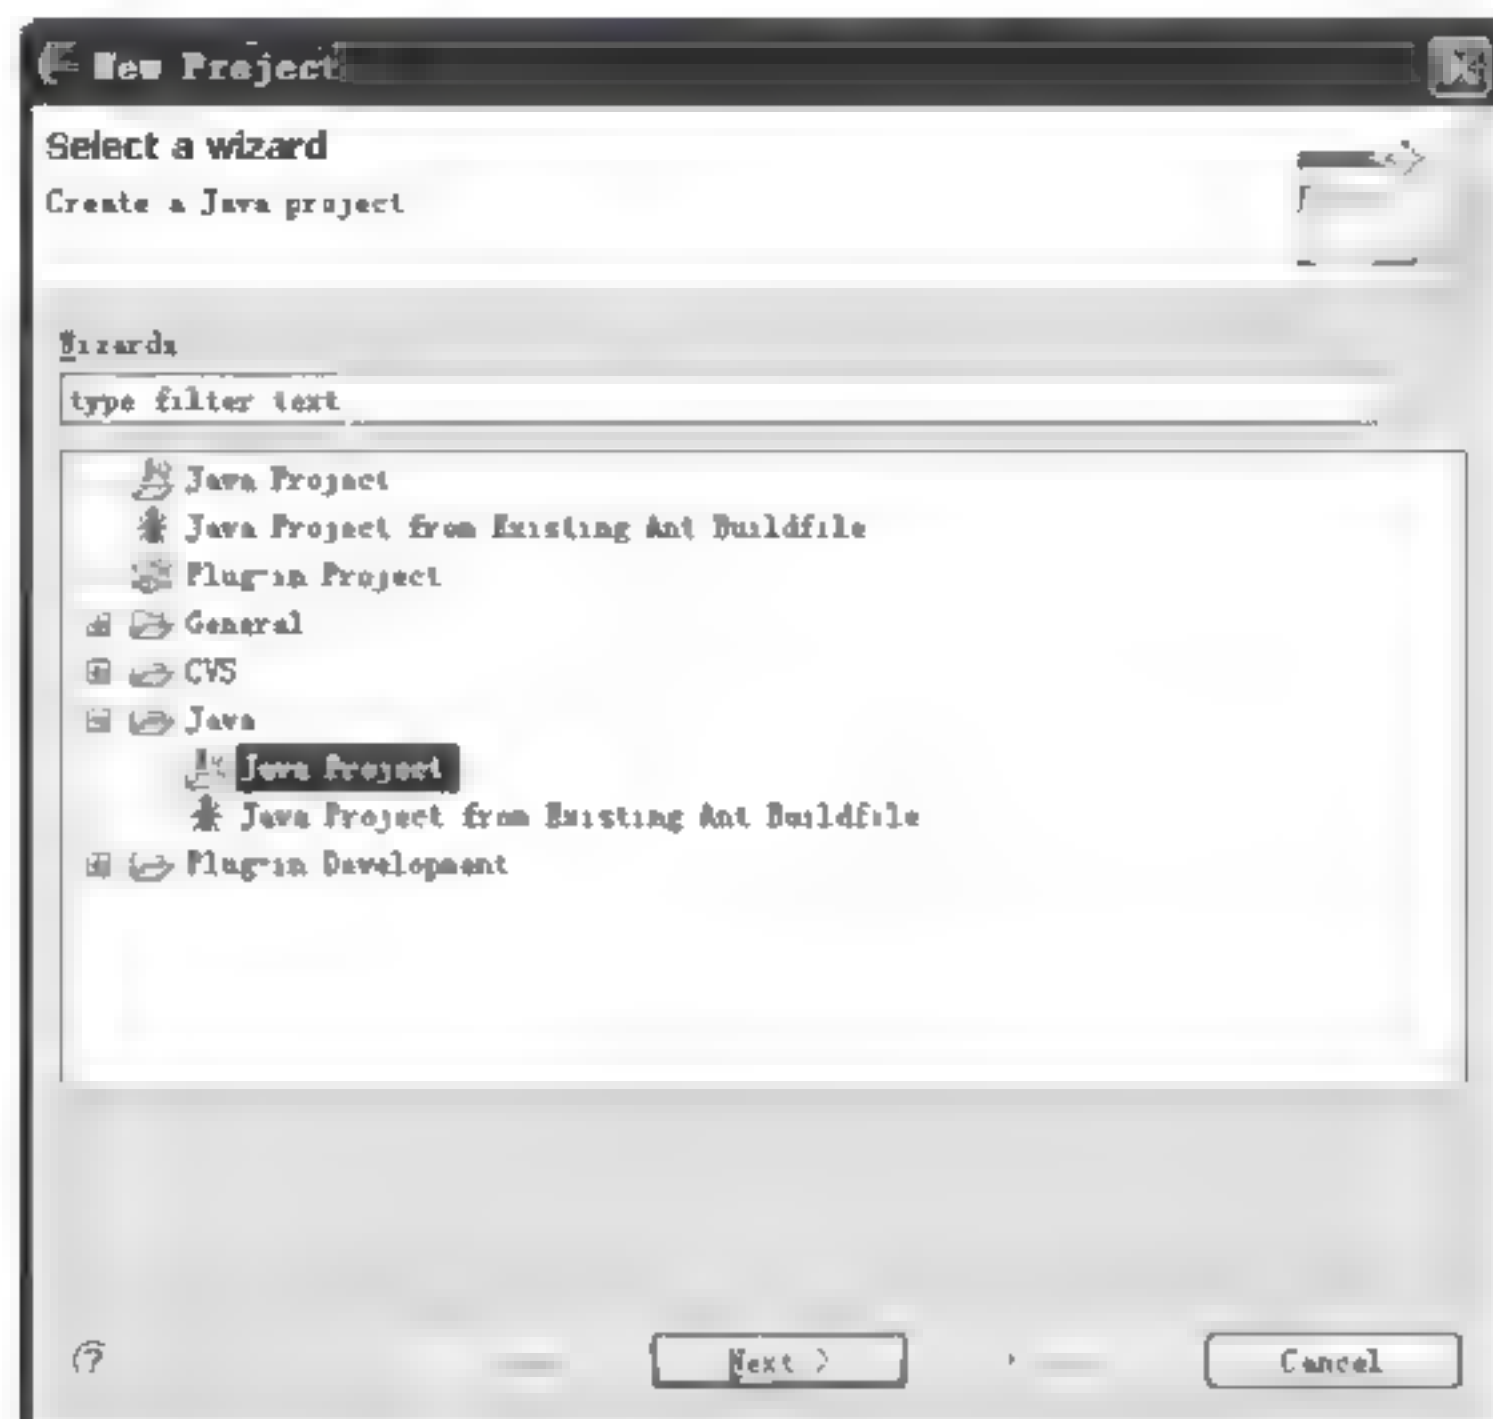 New Project
Select a wizard
Create a Java project
Wizards
type filter text
Java Project
Java Project from Existing Ant Buildfile
Plug-in Project
General
CVS
Java
Java Project
Java Project from Existing Ant Buildfile
Plug-in Development
Next >
Cancel